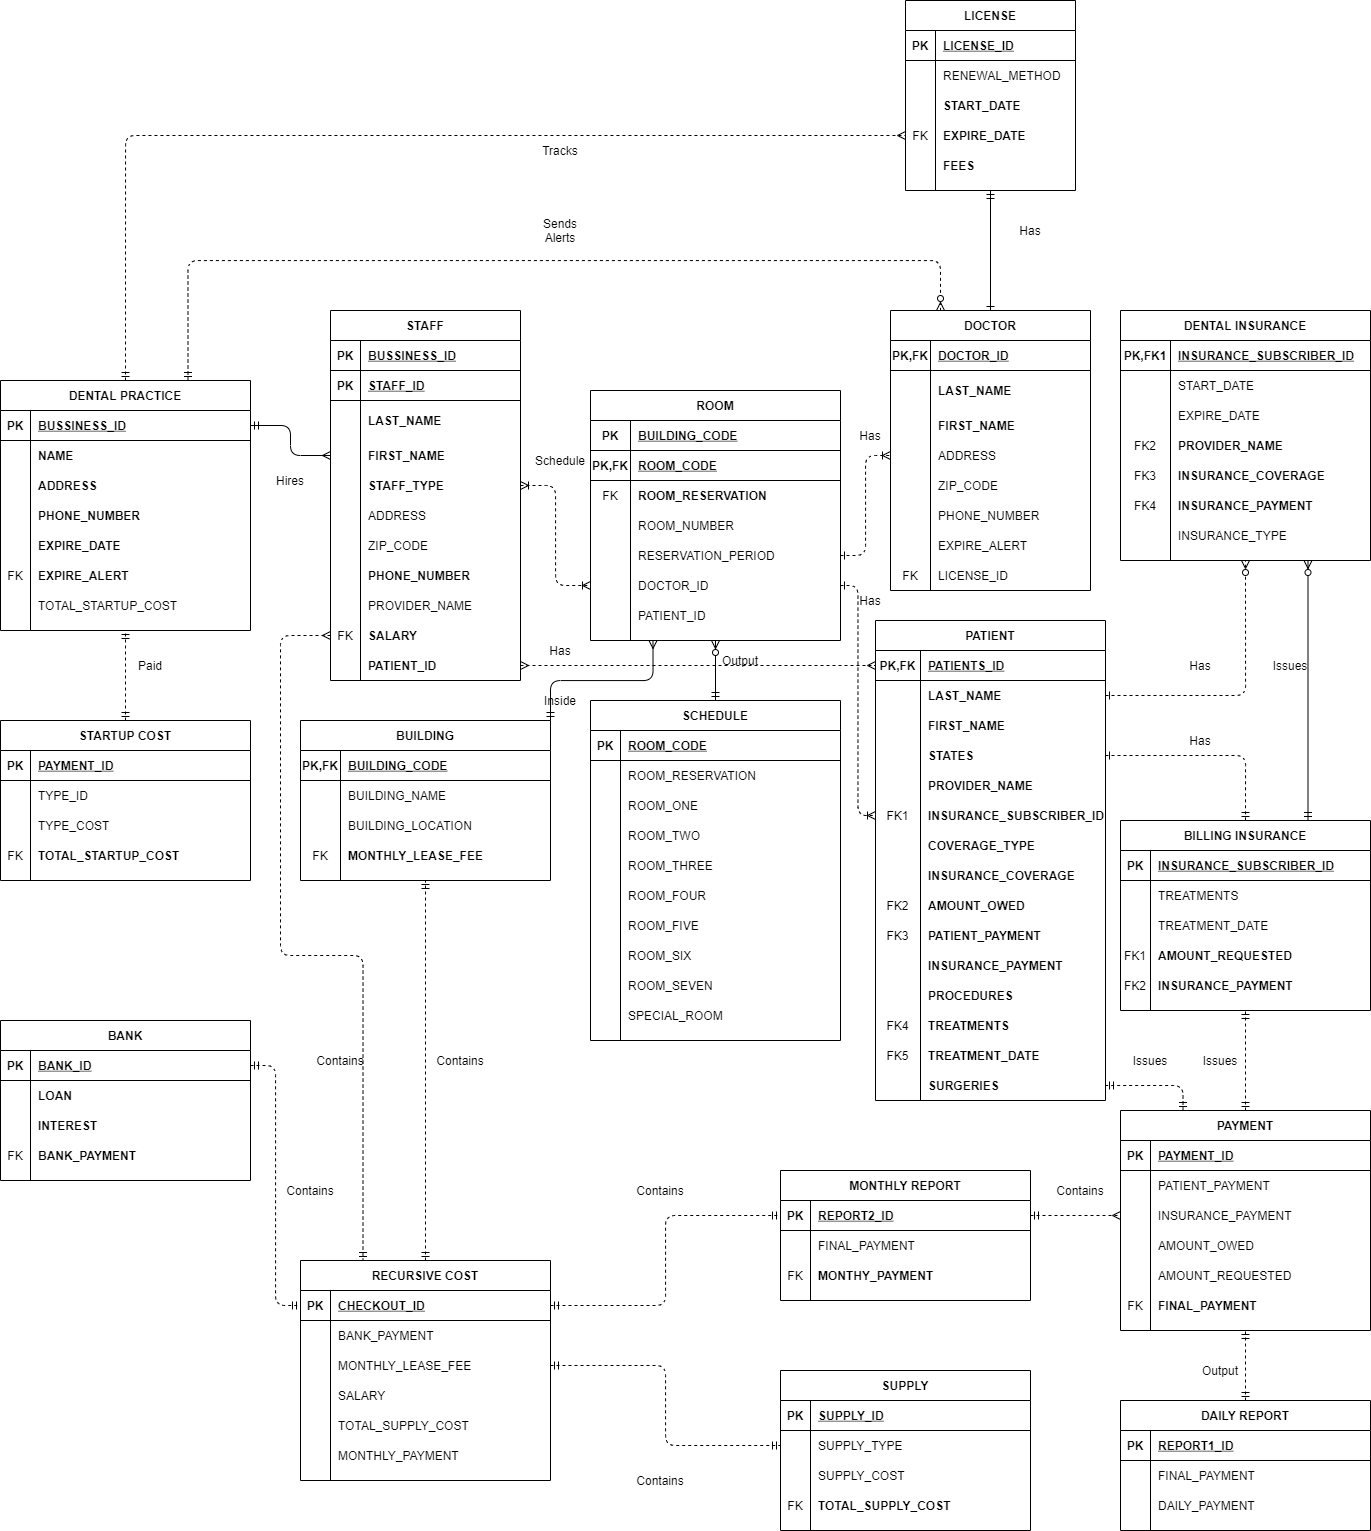 LICENSE
PK LICENSE_ID
RENEWAL_METHOD
START_DATE
FK EXPIRE_DATE
FEES
Tracks
Has
Sends
Alerts
STAFF
PK BUSSINESS_ID
PK STAFF_ID
LAST_NAME
FIRST_NAME
STAFF_TYPE
ADDRESS
ZIP_CODE
PHONE_NUMBER
PROVIDER_NAME
FK SALARY
PATIENT_ID
DOCTOR
PK,FK DOCTOR_ID
LAST_NAME
FIRST_NAME
ADDRESS
ZIP_CODE
PHONE_NUMBER
EXPIRE_ALERT
FK LICENSE_ID
DENTAL INSURANCE
PK,FK1 INSURANCE_SUBSCRIBER_ID
START_DATE
EXPIRE_DATE
FK2 PROVIDER_NAME
FK3 INSURANCE_COVERAGE
FK4 INSURANCE_PAYMENT
INSURANCE_TYPE
DENTAL PRACTICE
PK BUSSINESS_ID
NAME
ADDRESS
PHONE_NUMBER
EXPIRE_DATE
FK EXPIRE_ALERT
TOTAL_STARTUP_COST
Hires
ROOM
PK BUILDING_CODE
PK,FK ROOM_CODE
FK ROOM_RESERVATION
ROOM_NUMBER
RESERVATION_PERIOD
DOCTOR_ID
PATIENT_ID
Schedule
Has
Has
Has
Output
Inside
Paid
PATIENT
PK,FK PATIENTS_ID
LAST_NAME
FIRST_NAME
STATES
PROVIDER_NAME
FK1 INSURANCE_SUBSCRIBER_ID
COVERAGE_TYPE
INSURANCE_COVERAGE
FK2 AMOUNT_OWED
FK3 PATIENT_PAYMENT
INSURANCE_PAYMENT
PROCEDURES
FK4 TREATMENTS
FK5 TREATMENT_DATE
SURGERIES
Has
Issues
Has
STARTUP COST
PK PAYMENT_ID
TYPE_ID
TYPE_COST
FK TOTAL_STARTUP_COST
BUILDING
PK,FK BUILDING_CODE
BUILDING_NAME
BUILDING_LOCATION
FK MONTHLY_LEASE_FEE
SCHEDULE
PK ROOM_CODE
ROOM_RESERVATION
ROOM_ONE
ROOM_TWO
ROOM_THREE
ROOM_FOUR
ROOM_FIVE
ROOM_SIX
ROOM_SEVEN
SPECIAL_ROOM
BILLING INSURANCE
PK INSURANCE_SUBSCRIBER_ID
TREATMENTS
TREATMENT_DATE
FK1 AMOUNT_REQUESTED
FK2 INSURANCE_PAYMENT
BANK
PK BANK_ID
LOAN
INTEREST
FK BANK_PAYMENT
Contains
Contains
Issues
Issues
Contains
Contains
Contains
PAYMENT
PK PAYMENT_ID
PATIENT_PAYMENT
INSURANCE_PAYMENT
AMOUNT_OWED
AMOUNT_REQUESTED
FK FINAL_PAYMENT
MONTHLY REPORT
PK REPORT2_ID
FINAL_PAYMENT
FK MONTHY_PAYMENT
RECURSIVE COST
PK CHECKOUT_ID
BANK_PAYMENT
MONTHLY_LEASE_FEE
SALARY
TOTAL_SUPPLY_COST
MONTHLY_PAYMENT
Output
SUPPLY
PK SUPPLY_ID
SUPPLY_TYPE
SUPPLY_COST
FK TOTAL_SUPPLY_COST
Contains
DAILY REPORT
PK REPORT1_ID
FINAL_PAYMENT
DAILY_PAYMENT